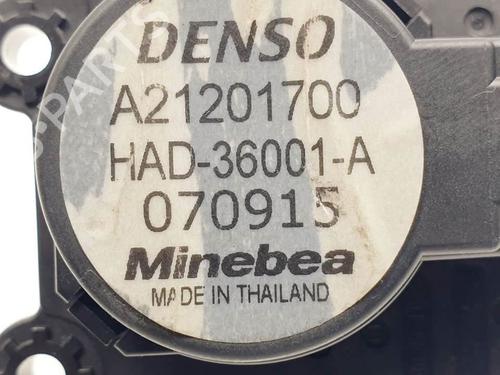 DENSO
A21201700
HAD-36001-A
070915
Minebea
MADE IN THAILAND